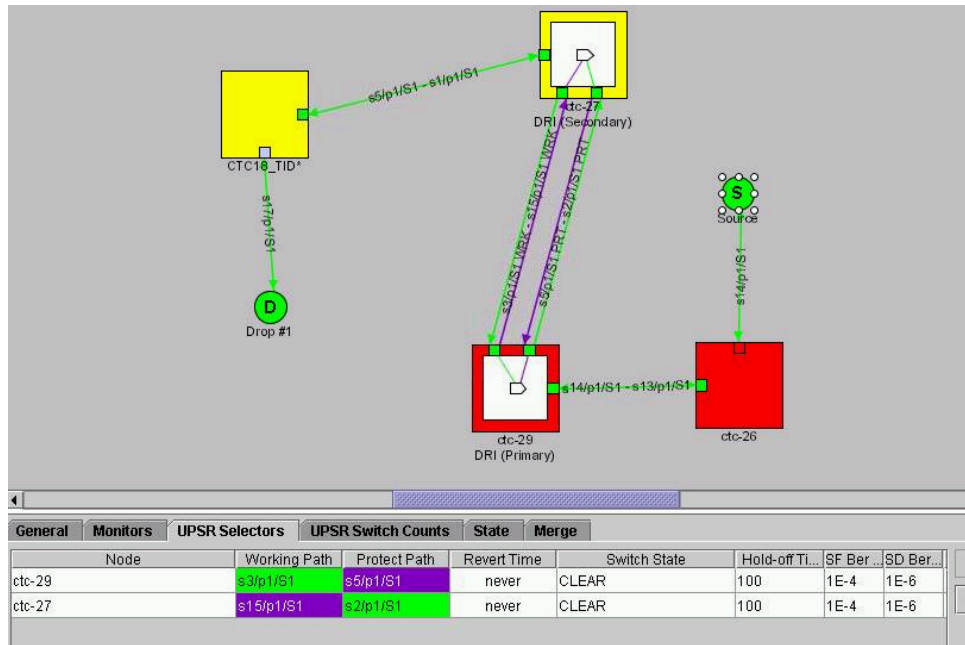 ctc-27
DRI (Secondary)
s5/p1/S1 - s1/p1/S1
CTC18_TID*
s17/p1/S1
D
Drop #1
s3/p1/S1 WRK - s15/p1/S1 WRK
s5/p1/S1 PRT - s2/p1/S1 PRT
S
Source
s14/p1/S1
s14/p1/S1 - s13/p1/S1
ctc-29
DRI (Primary)
ctc-26
General Monitors UPSR Selectors UPSR Switch Counts State Merge
Node Working Path Protect Path Revert Time Switch State Hold-off Ti... SF Ber ... SD Ber...
ctc-29 s3/p1/S1 s5/p1/S1 never CLEAR 100 1E-4 1E-6
ctc-27 s15/p1/S1 s2/p1/S1 never CLEAR 100 1E-4 1E-6